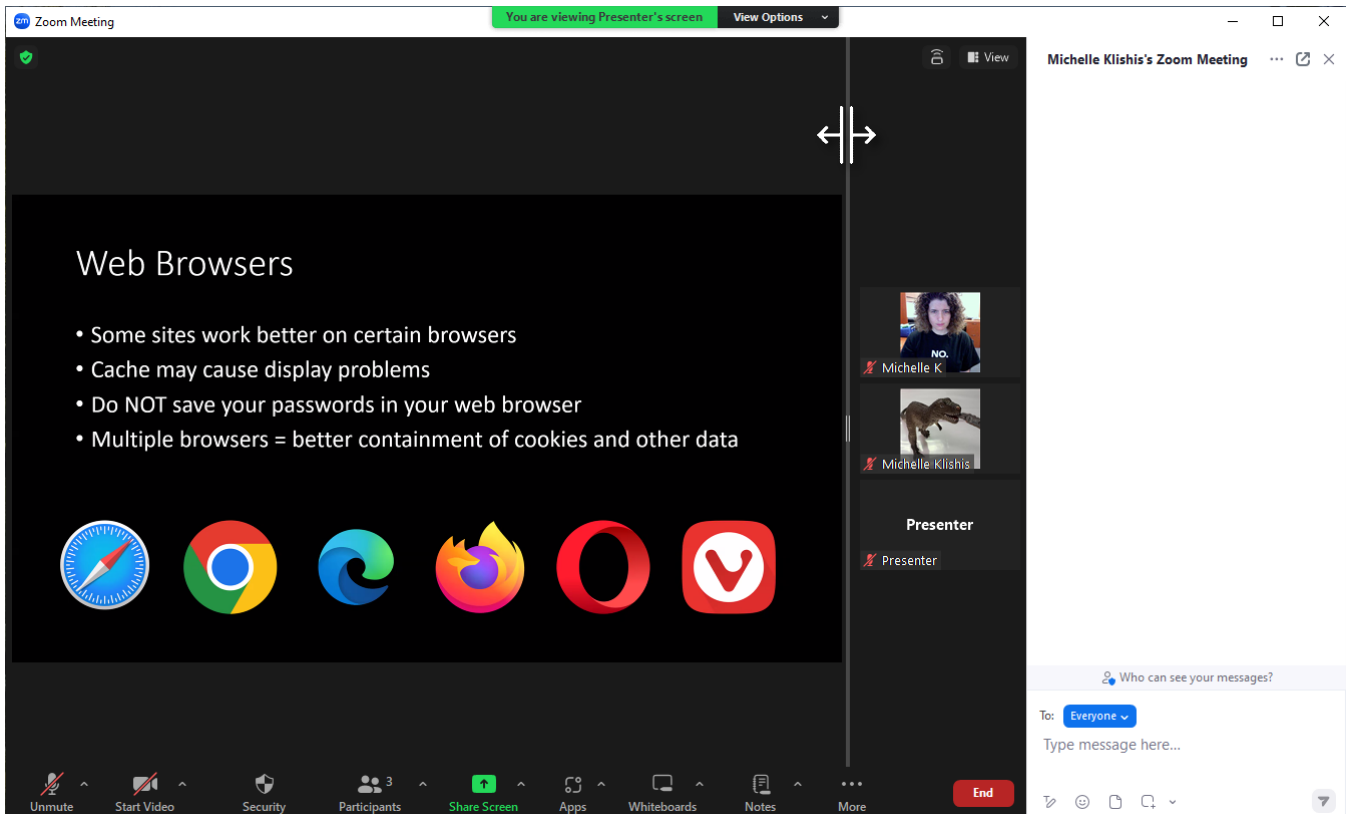 Zoom Meeting
You are viewing Presenter's screen
View Options
View
Michelle Klishis's Zoom Meeting
Web Browsers
• Some sites work better on certain browsers
• Cache may cause display problems
• Do NOT save your passwords in your web browser
• Multiple browsers = better containment of cookies and other data
NO.
Michelle K
Michelle Klishis
Presenter
Presenter
Who can see your messages?
To: Everyone
Type message here...
Unmute
Start Video
Security
3
Participants
Share Screen
Apps
Whiteboards
Notes
More
End